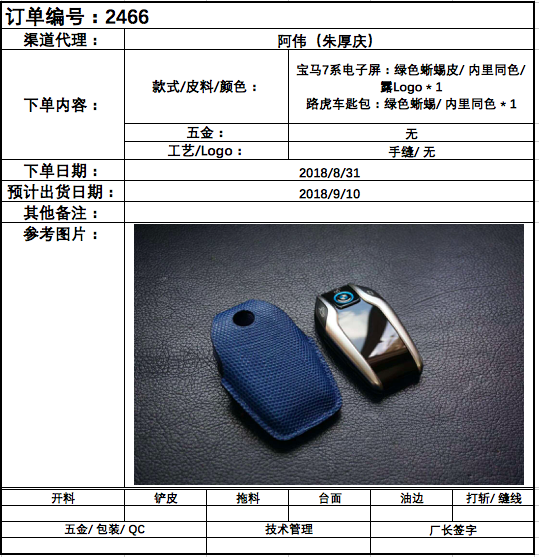 订单编号：2466
渠道代理：
阿伟（朱厚庆）
下单内容：
款式/皮料/颜色：
宝马7系电子屏：绿色蜥蜴皮/ 内里同色/
露Logo * 1
路虎车匙包：绿色蜥蜴/ 内里同色 * 1
五金：
无
工艺/Logo：
手缝/ 无
下单日期：
2018/8/31
预计出货日期：
2018/9/10
其他备注：
参考图片：
开料
铲皮
拖料
台面
油边
打斩/ 缝线
五金/ 包装/ QC
技术管理
厂长签字